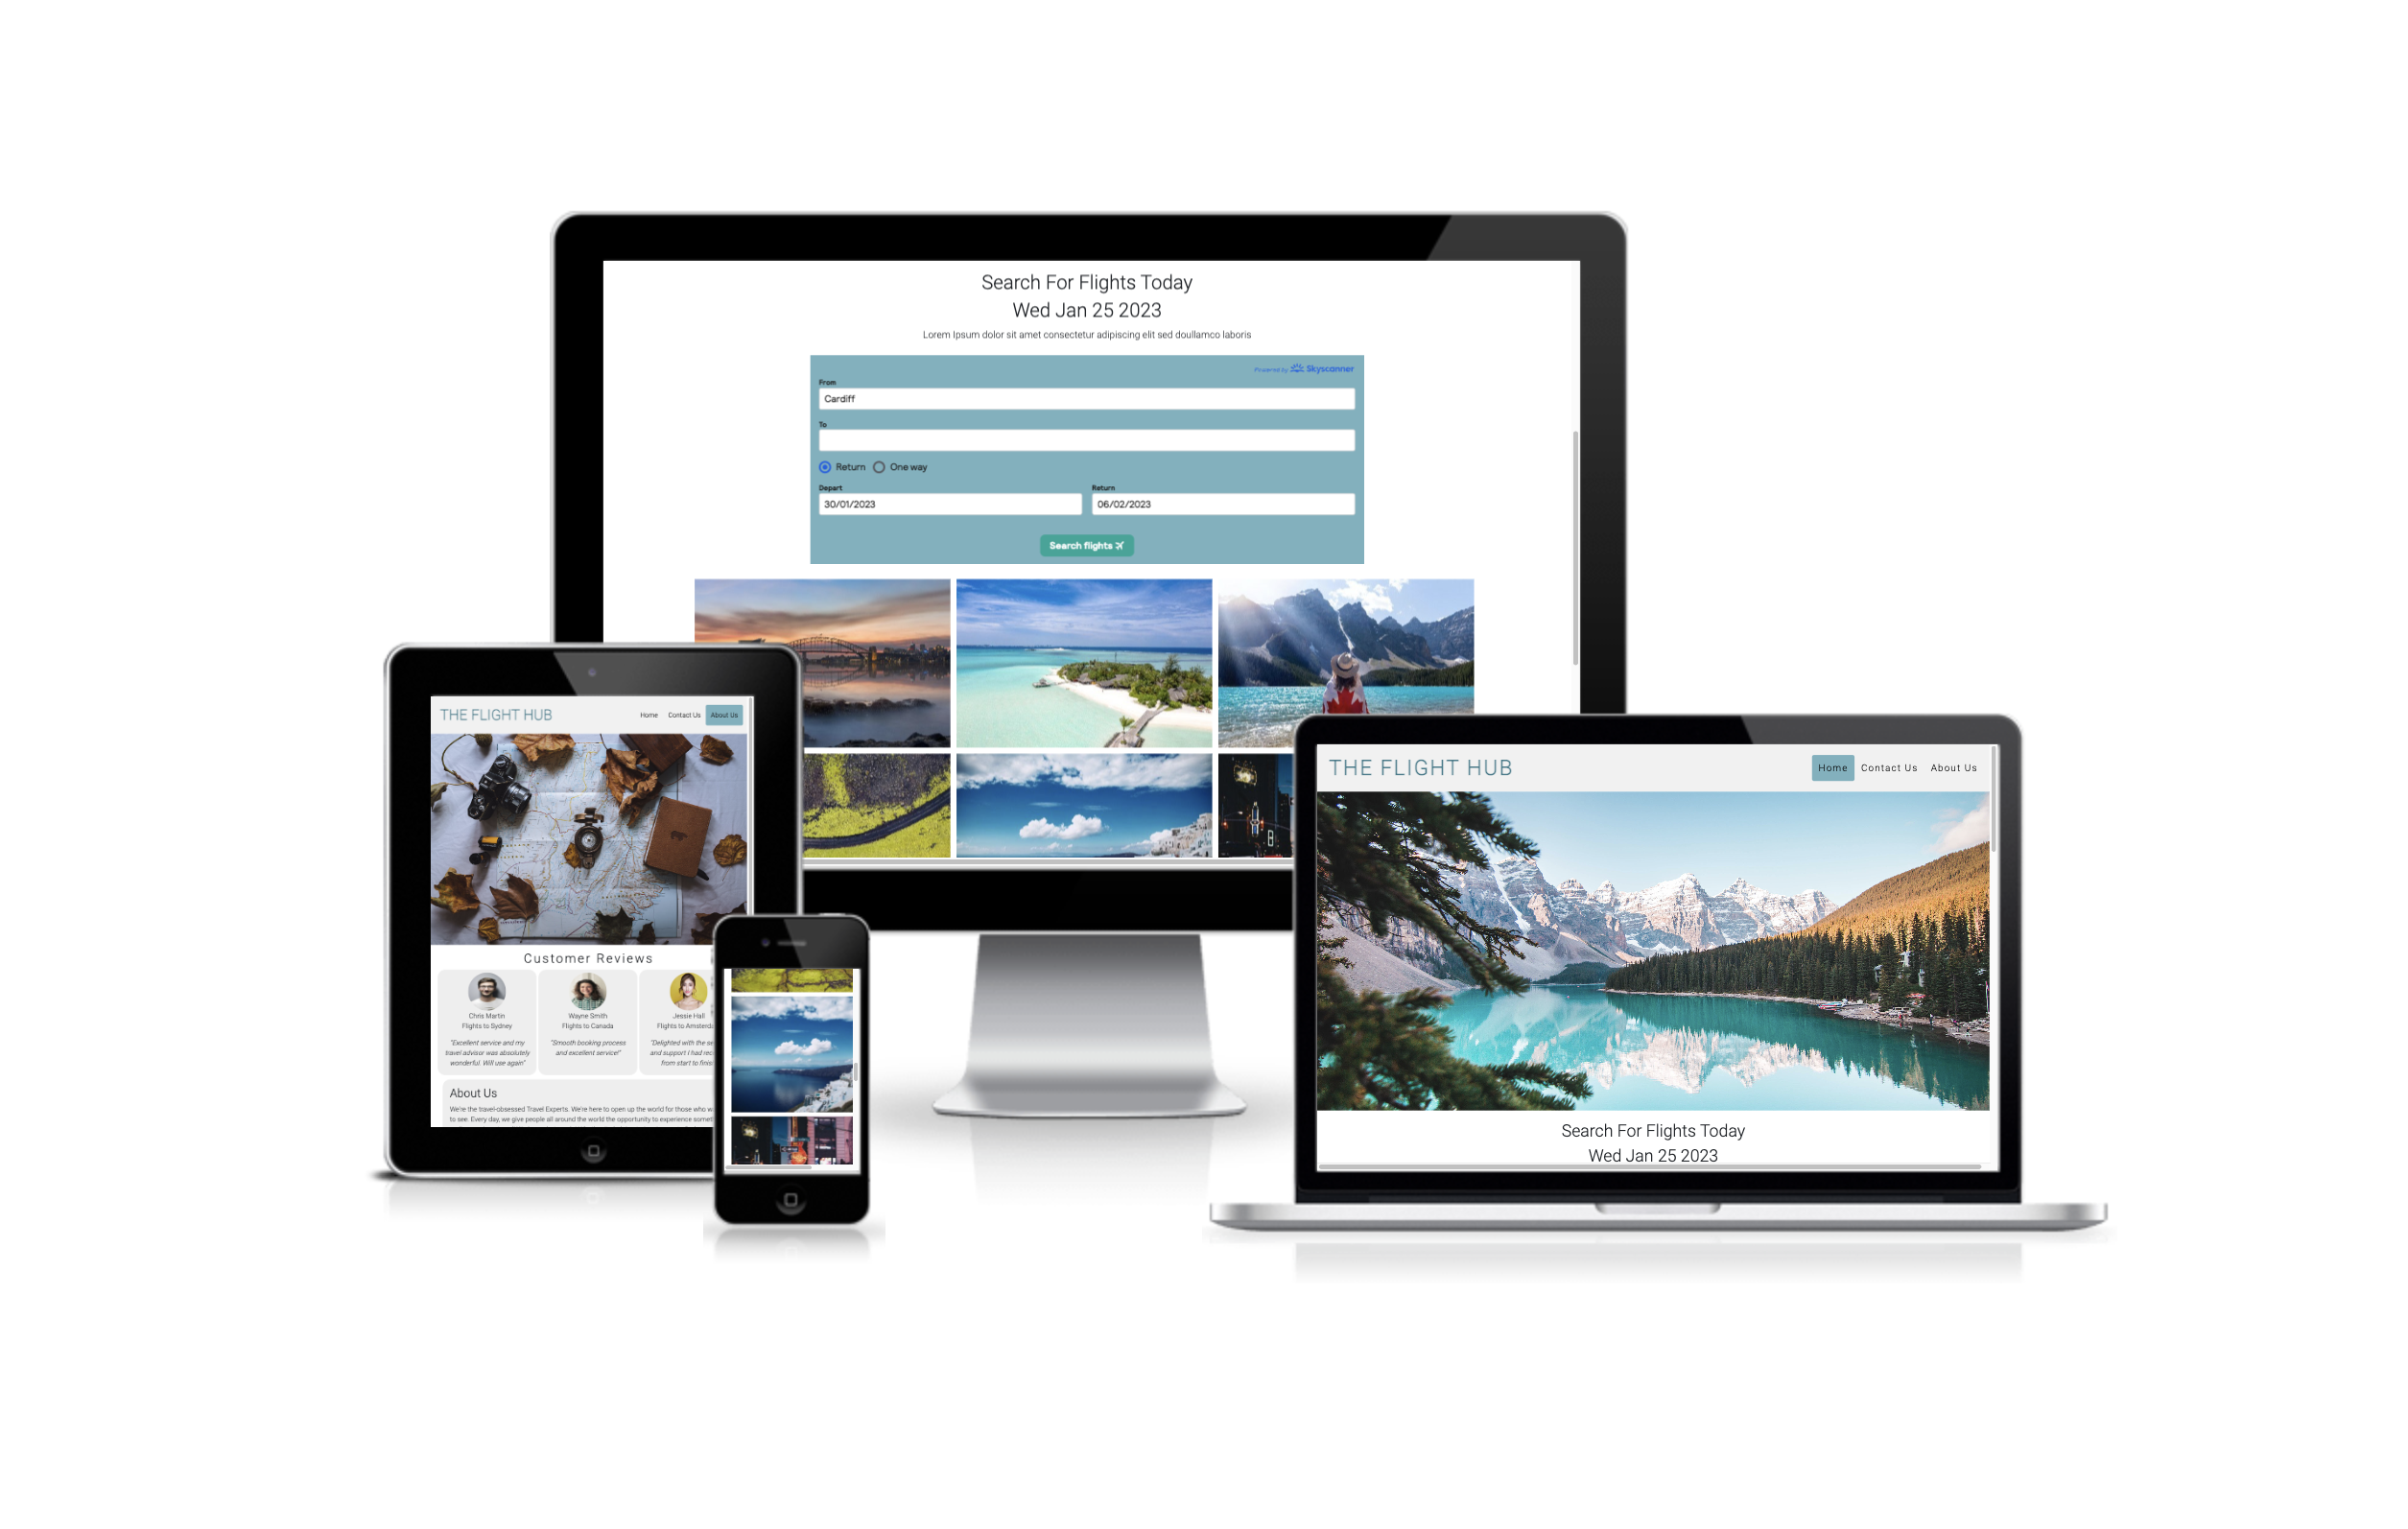 Search For Flights Today
Wed Jan 25 2023
Lorem Ipsum dolor sit amet consectetur adipiscing elit sed doullamco laboris
Powered by Skyscanner
From
Cardiff
To
Return One way
Depart Return
30/01/2023 06/02/2023
Search flights
THE FLIGHT HUB
Home Contact Us About Us
Customer Reviews
Chris Martin
Flights to Sydney
"Excellent service and my
travel advisor was absolutely
wonderful. Will use again"
Wayne Smith
Flights to Canada
"Smooth booking process
and excellent service!"
Jessie Hall
Flights to Amsterd
"Delighted with the se
and support I had rec
from start to finis
About Us
We're the travel-obsessed Travel Experts. We're here to open up the world for those who w
to see. Every day, we give people all around the world the opportunity to experience somet
THE FLIGHT HUB
Home Contact Us About Us
Search For Flights Today
Wed Jan 25 2023